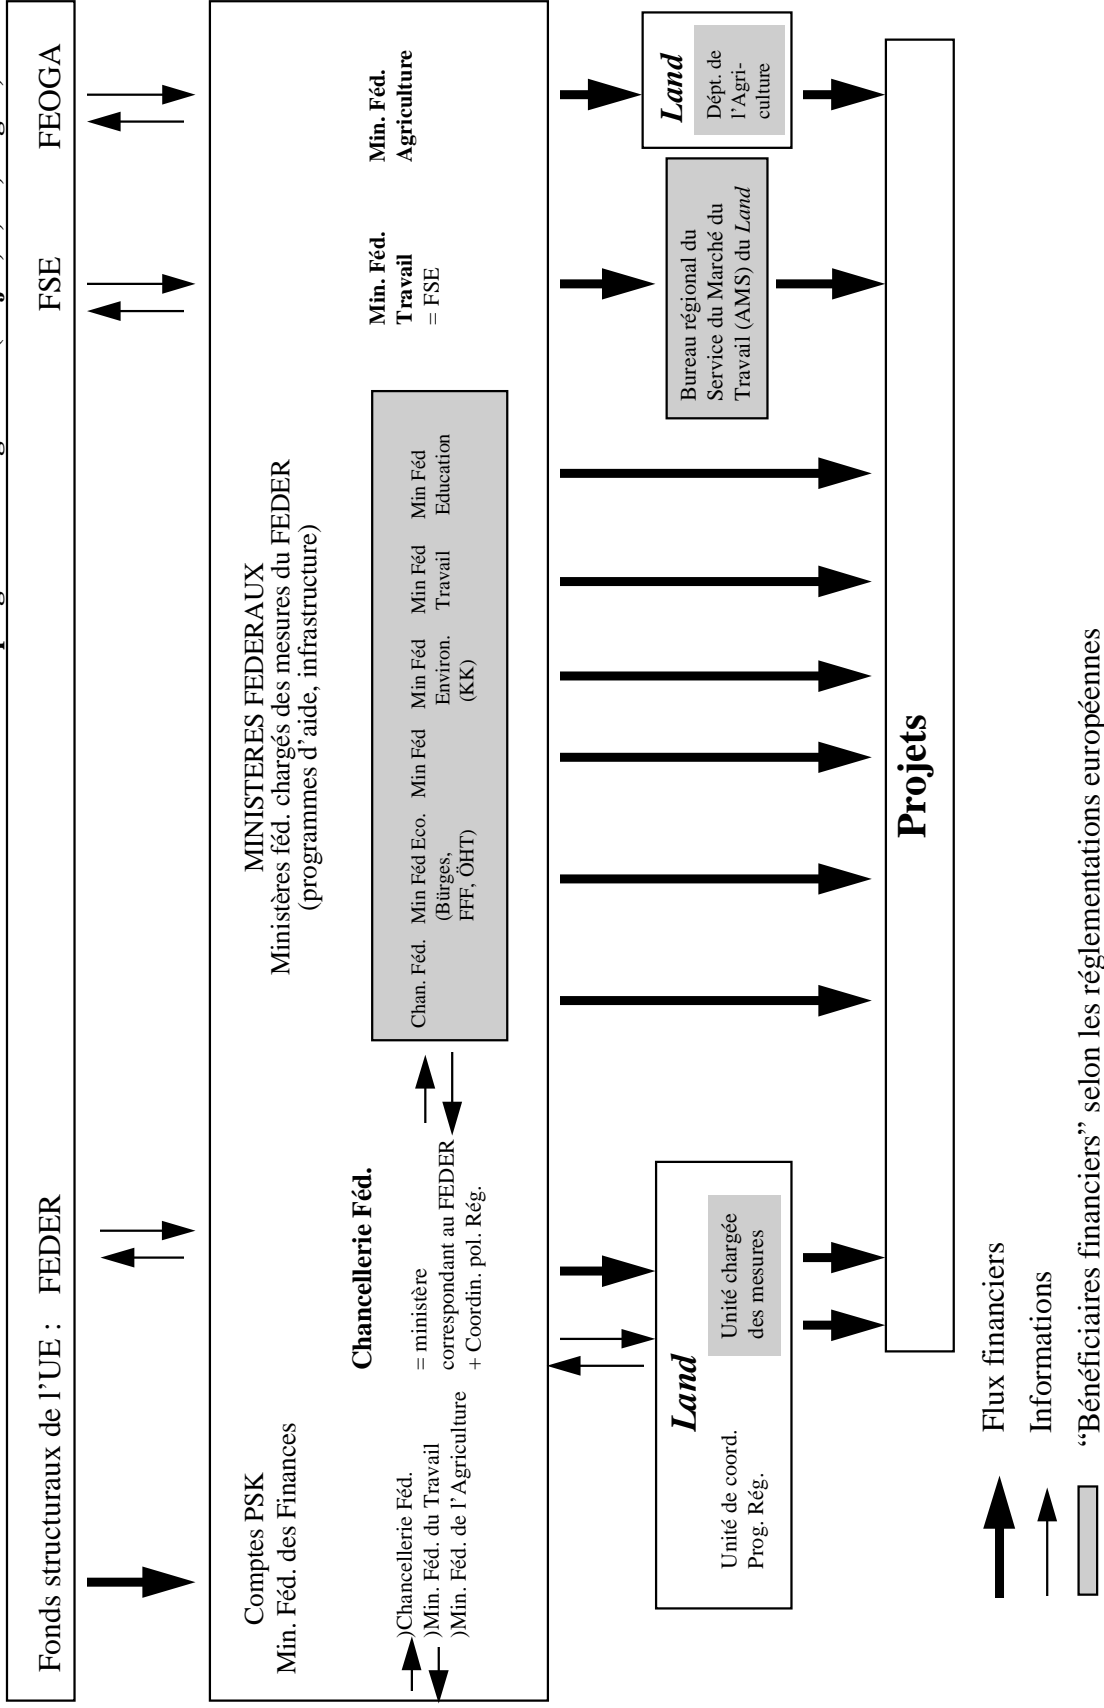 Fonds structuraux de l’UE : FEDER FSE FEOGA
Comptes PSK
Min. Féd. des Finances
MINISTERES FEDERAUX
Ministères féd. chargés des mesures du FEDER
(programmes d’aide, infrastructure)
)Chancellerie Féd.
)Min. Féd. du Travail
)Min. Féd. de l’Agriculture
Chancellerie Féd.
= ministère
correspondant au FEDER
+ Coordin. pol. Rég.
Chan. Féd.
Min Féd Eco.
(Bürges,
FFF, ÖHT)
Min Féd
Min Féd
Environ.
(KK)
Min Féd
Travail
Min Féd
Education
Min. Féd.
Travail
= FSE
Min. Féd.
Agriculture
Land
Unité de coord.
Prog. Rég.
Unité chargée
des mesures
Bureau régional du
Service du Marché du
Travail (AMS) du Land
Land
Dépt. de
l’Agri-
culture
Projets
Flux financiers
Informations
“Bénéficiaires financiers” selon les réglementations européennes